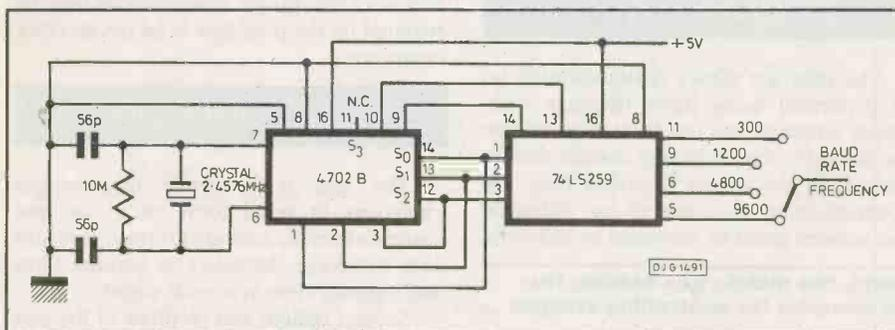 +5V
N.C.
5 8 16 11 10 9
14 13 16 8
56p
7
S3
S0 14
1
11 300
10M
CRYSTAL
2·4576MHz
4702 B
S1 13
2
74LS259
9 1200
BAUD
RATE
FREQUENCY
S2 12
3
6 4800
6
5 9600
56p
1 2 3
DJG1491